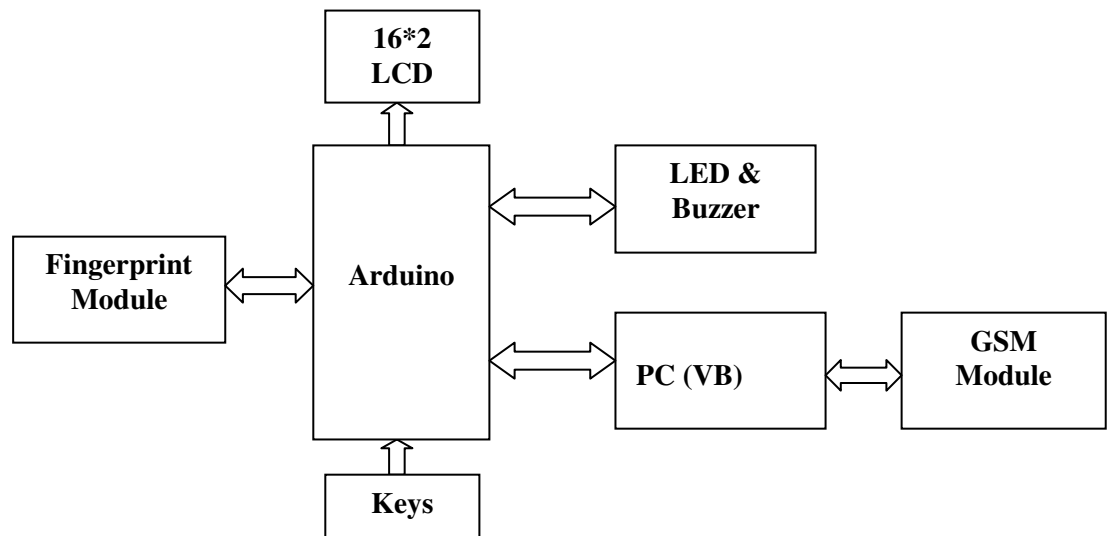 16*2
LCD
LED &
Buzzer
Fingerprint
Module
Arduino
PC (VB)
GSM
Module
Keys